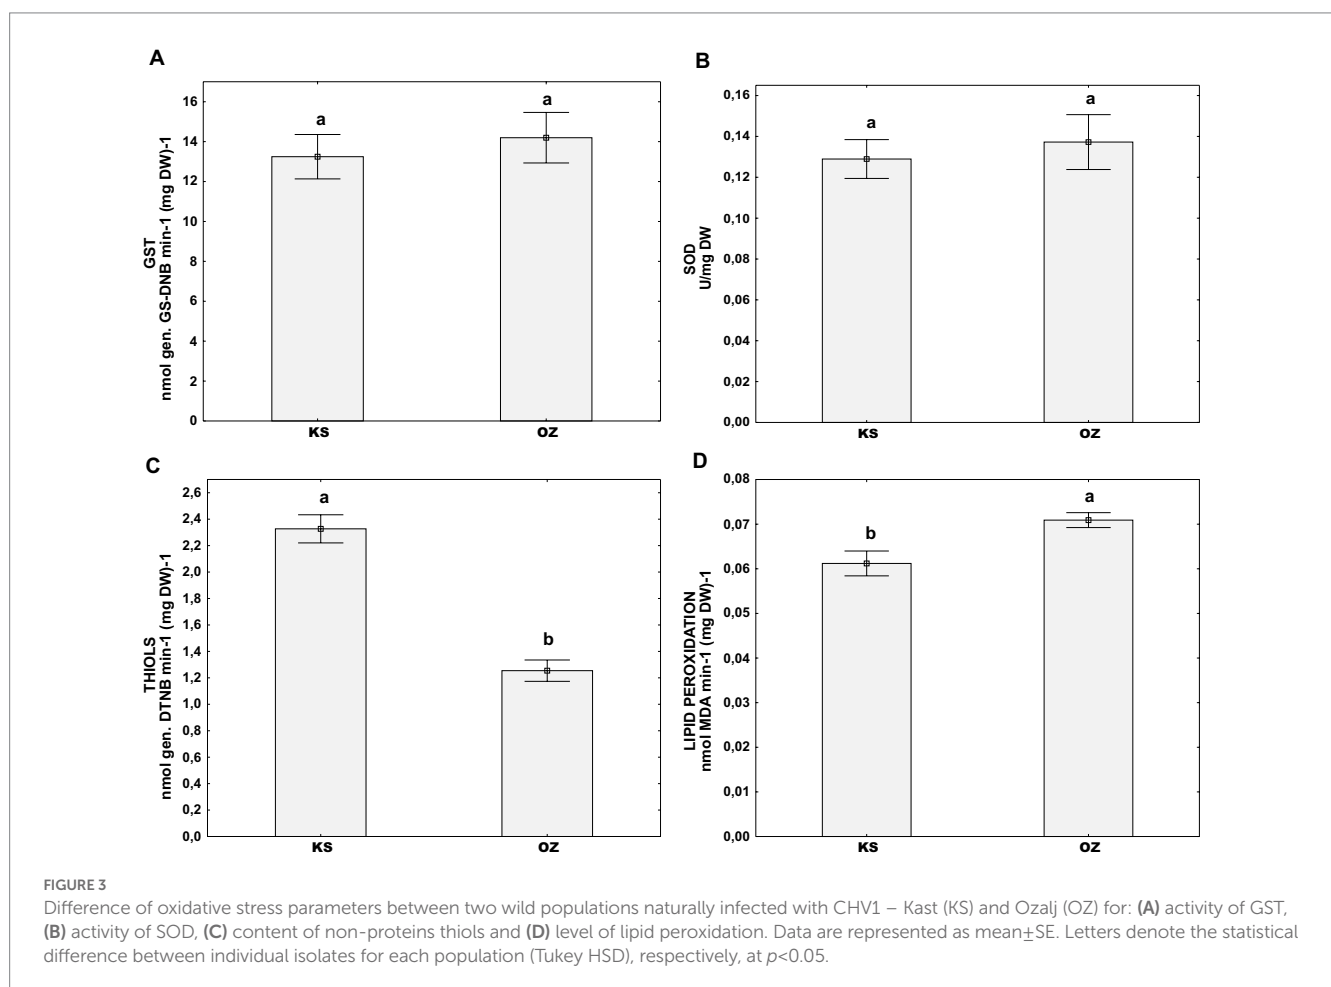 A
GST
nmol gen. GS-DNB min-1 (mg DW)-1
16
14
12
10
8
6
4
2
0
a
a
KS
OZ
B
SOD
U/mg DW
0,16
0,14
0,12
0,10
0,08
0,06
0,04
0,02
0,00
a
a
KS
OZ
C
THIOLS
nmol gen. DTNB min-1 (mg DW)-1
2,6
2,4
2,2
2,0
1,8
1,6
1,4
1,2
1,0
0,8
0,6
0,4
0,2
0,0
a
b
KS
OZ
D
LIPID PEROXIDATION
nmol MDA min-1 (mg DW)-1
0,08
0,07
0,06
0,05
0,04
0,03
0,02
0,01
0,00
b
a
KS
OZ
FIGURE 3
Difference of oxidative stress parameters between two wild populations naturally infected with CHV1 – Kast (KS) and Ozalj (OZ) for: (A) activity of GST,
(B) activity of SOD, (C) content of non-proteins thiols and (D) level of lipid peroxidation. Data are represented as mean±SE. Letters denote the statistical
difference between individual isolates for each population (Tukey HSD), respectively, at p<0.05.